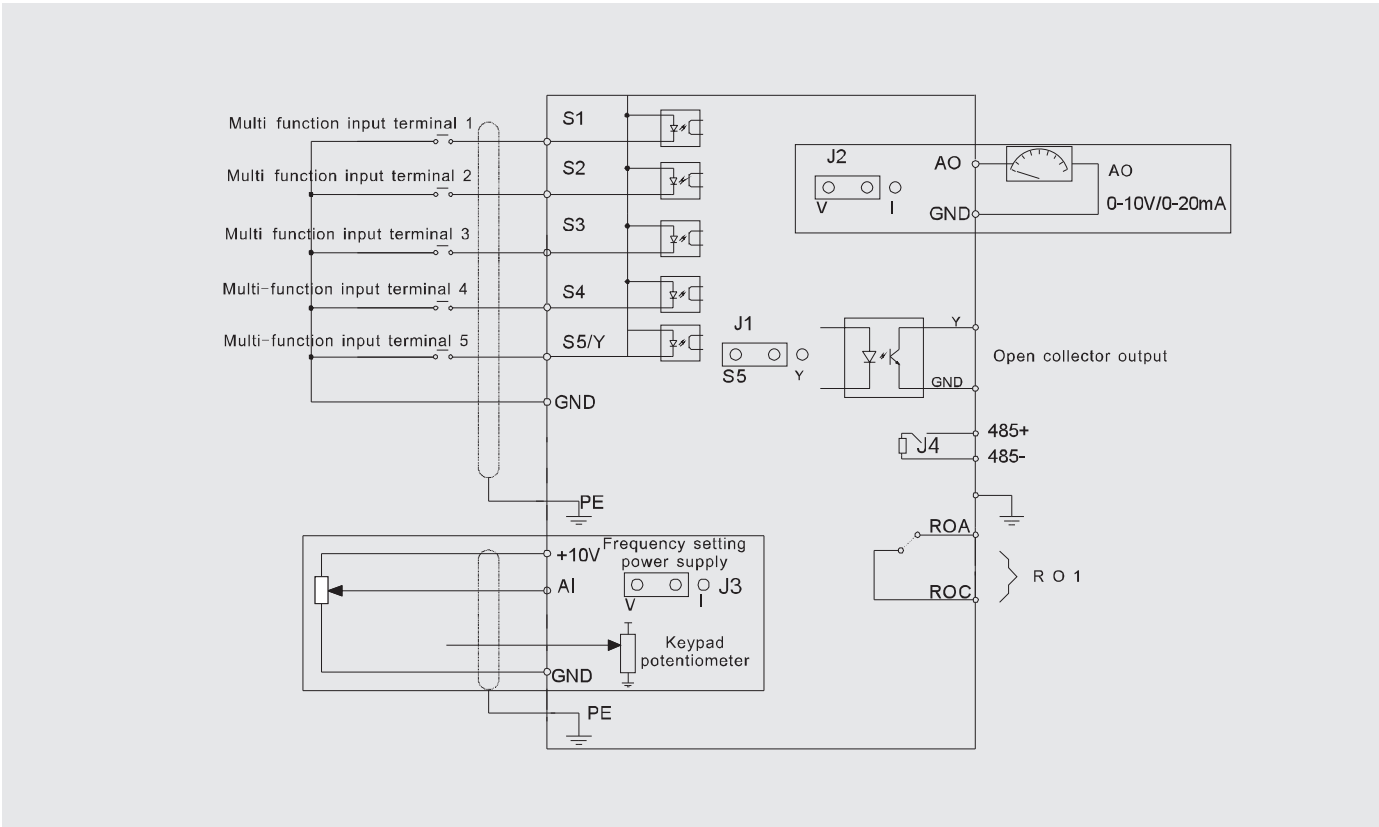 Multi function input terminal 1
S1
Multi function input terminal 2
S2
Multi function input terminal 3
S3
Multi-function input terminal 4
S4
Multi-function input terminal 5
S5/Y
GND
PE
J2
V
I
AO
GND
AO
0-10V/0-20mA
J1
S5
Y
Y
GND
Open collector output
J4
485+
485-
ROA
ROC
RO1
+10V
Frequency setting
power supply
AI
V
I
J3
Keypad
potentiometer
GND
PE